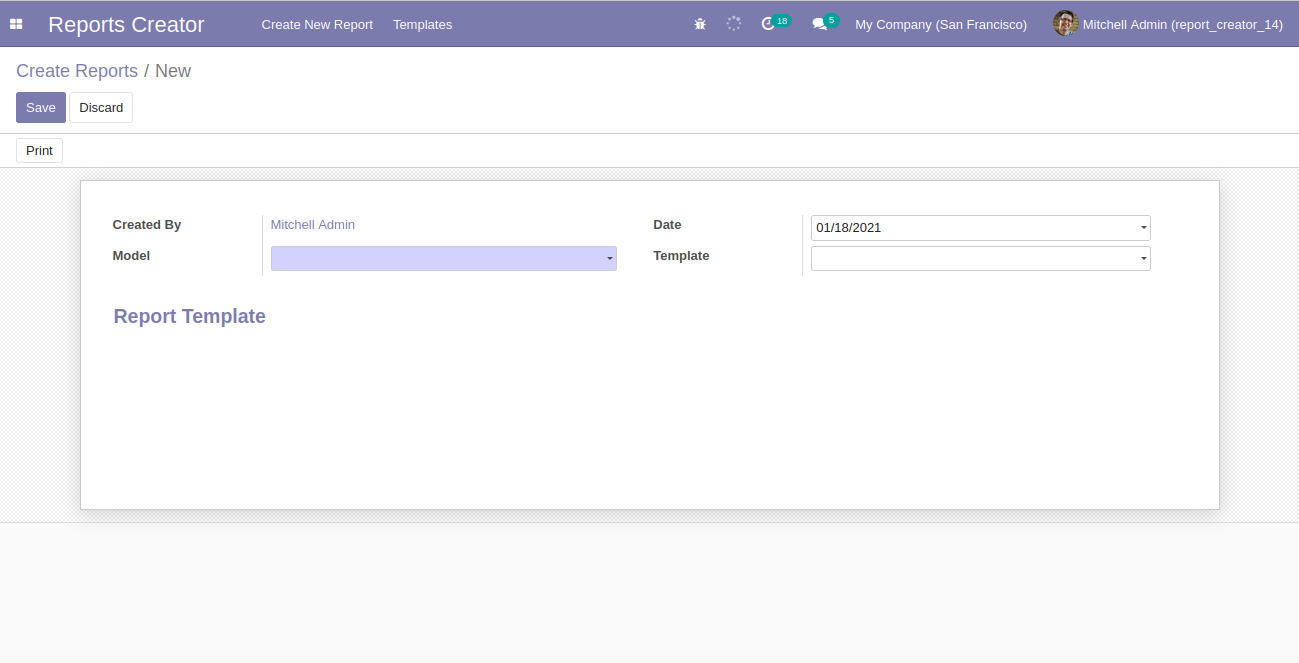 Reports Creator Create New Report Templates 18 5 My Company (San Francisco) Mitchell Admin (report_creator_14)
Create Reports / New
Save Discard
Print
Created By Mitchell Admin Date 01/18/2021
Model Template
Report Template